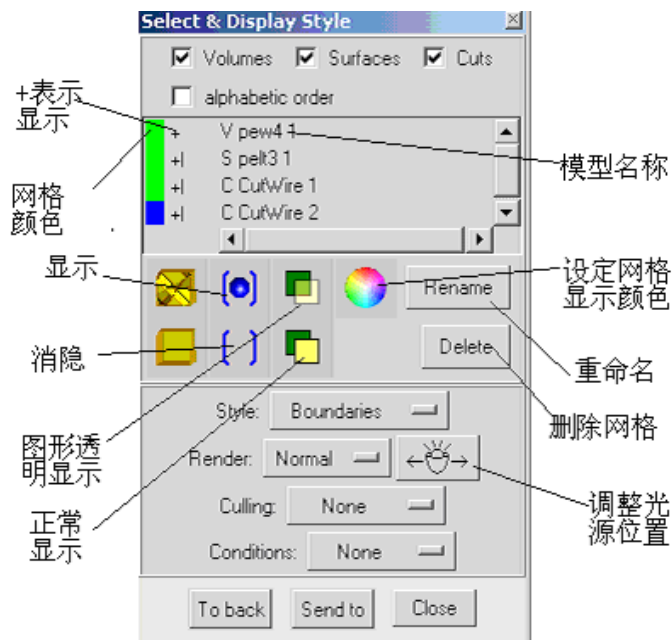 Select & Display Style
Volumes Surfaces Cuts
alphabetic order
+表示
显示
+ V pew4 1
+| S pelt3 1
+| C CutWire 1
+| C CutWire 2
模型名称
网格
颜色
显示
设定网格
显示颜色
Rename
消隐
Delete
重命名
删除网格
图形透
明显示
Style: Boundaries
Render: Normal
Culling: None
Conditions: None
正常
显示
调整光
源位置
To back Send to Close